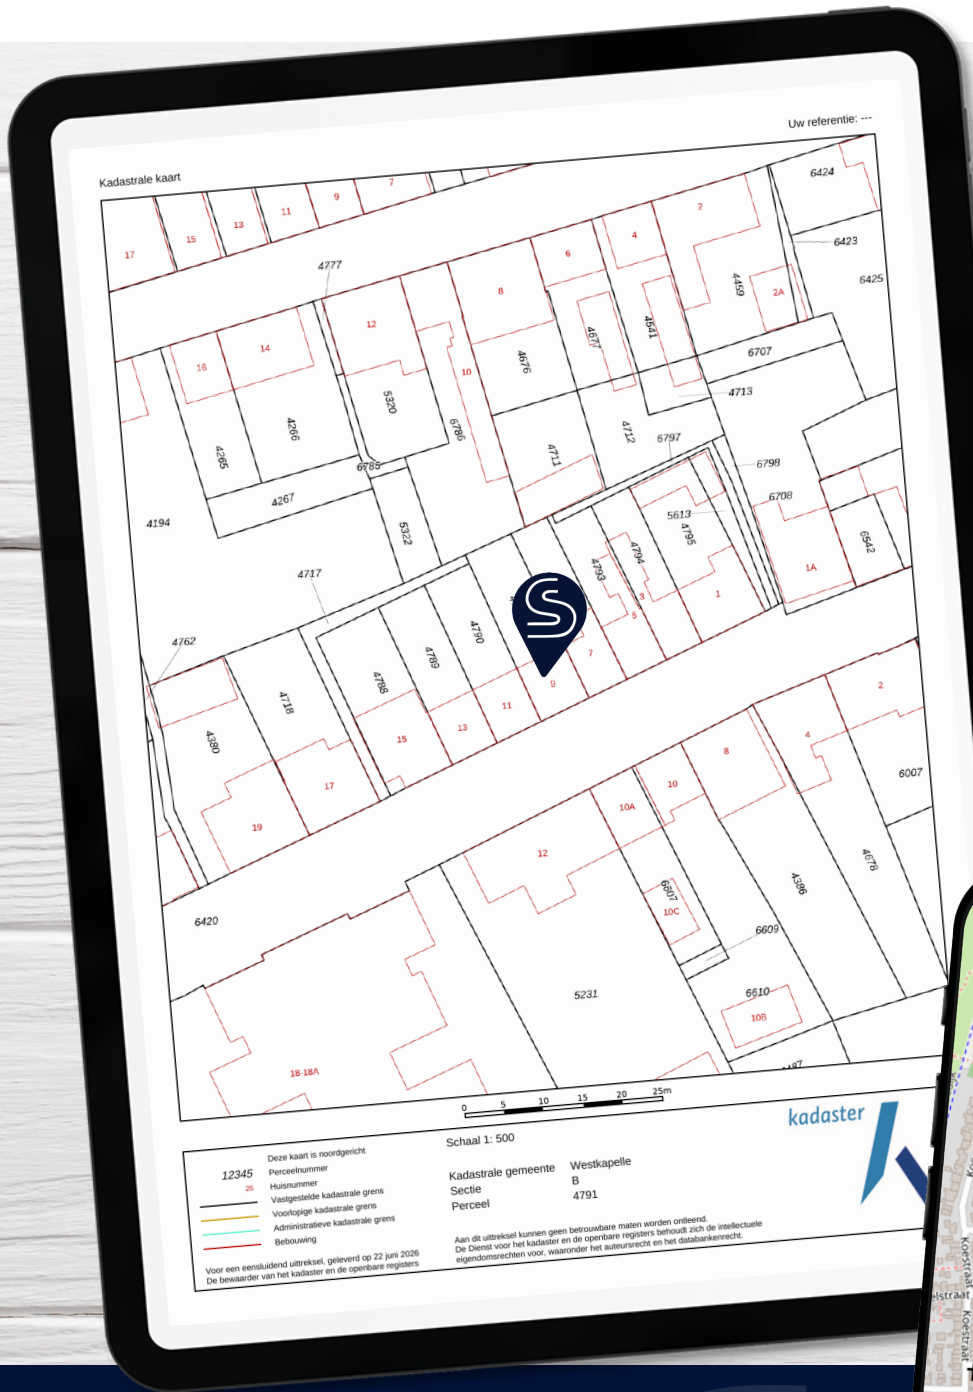 Uw referentie: ---
Kadastrale kaart
6424
7
9
11
13
15
17
2
4
6
6423
6425
4777
4459
2A
8
12
14
16
4677
4541
6707
4676
10
4713
5320
6786
4712
4266
4265
4711
6797
6785
6798
6708
4267
5613
4194
5322
4795
6542
4794
4793
1A
4717
3
1
5
4790
4762
4789
7
4788
9
4718
11
13
15
4380
2
4
8
17
10
6007
10A
19
12
4678
4386
6607
10C
6420
6609
5231
6610
10B
18-18A
0 5 10 15 20 25m
Schaal 1: 500
kadaster
12345
25
Deze kaart is noordgericht
Perceelnummer
Huisnummer
Vastgestelde kadastrale grens
Voorlopige kadastrale grens
Administratieve kadastrale grens
Bebouwing
Kadastrale gemeente Westkapelle
Sectie B
Perceel 4791
Voor een eensluidend uittreksel, geleverd op 22 juni 2026
De bewaarder van het kadaster en de openbare registers
Aan dit uittreksel kunnen geen betrouwbare maten worden ontleend.
De Dienst voor het kadaster en de openbare registers behoudt zich de intellectuele
eigendomsrechten voor, waaronder het auteursrecht en het databankenrecht.
Koestraat
elstraat
Koestraat